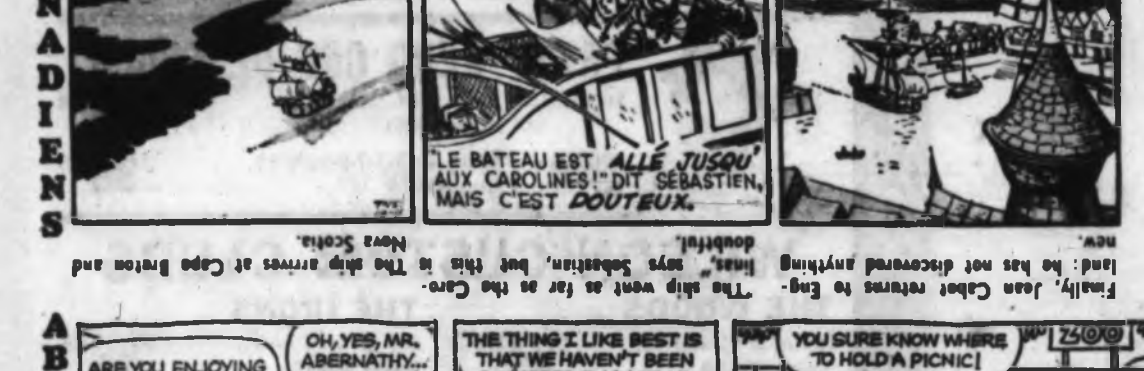 N
A
D
I
E
N
S
"LE BATEAU EST ALLÉ JUSQU'
AUX CAROLINES!" DIT SÉBASTIEN,
MAIS C'EST DOUTEUX.
The ship arrives at Cape Breton and
Nova Scotia.
"The ship went as far as the Caro-
linas," says Sebastian, but this is
doubtful.
Finally, Jean Cabot returns to Eng-
land: he has not discovered anything
new.
A
B
ARE YOU ENJOYING
OH, YES, MR.
ABERNATHY...
THE THING I LIKE BEST IS
THAT WE HAVEN'T BEEN
YOU SURE KNOW WHERE
TO HOLD A PICNIC!
ZOO